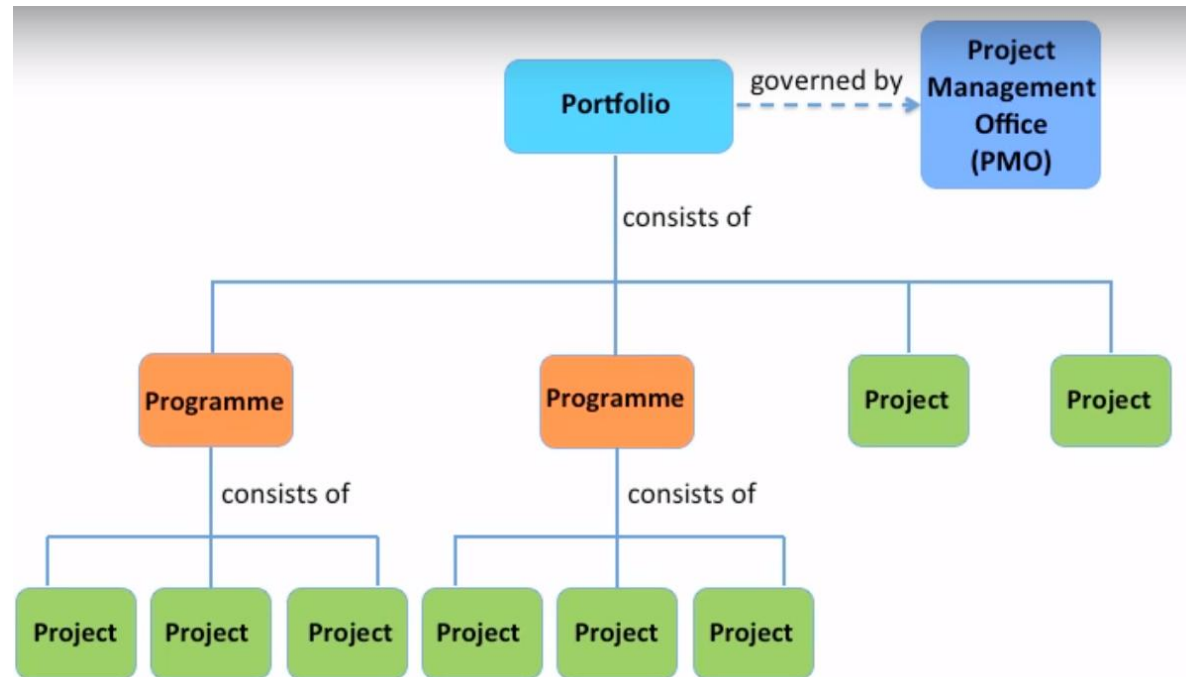 Portfolio
governed by
Project
Management
Office
(PMO)
consists of
Programme
Programme
Project
Project
consists of
consists of
Project
Project
Project
Project
Project
Project